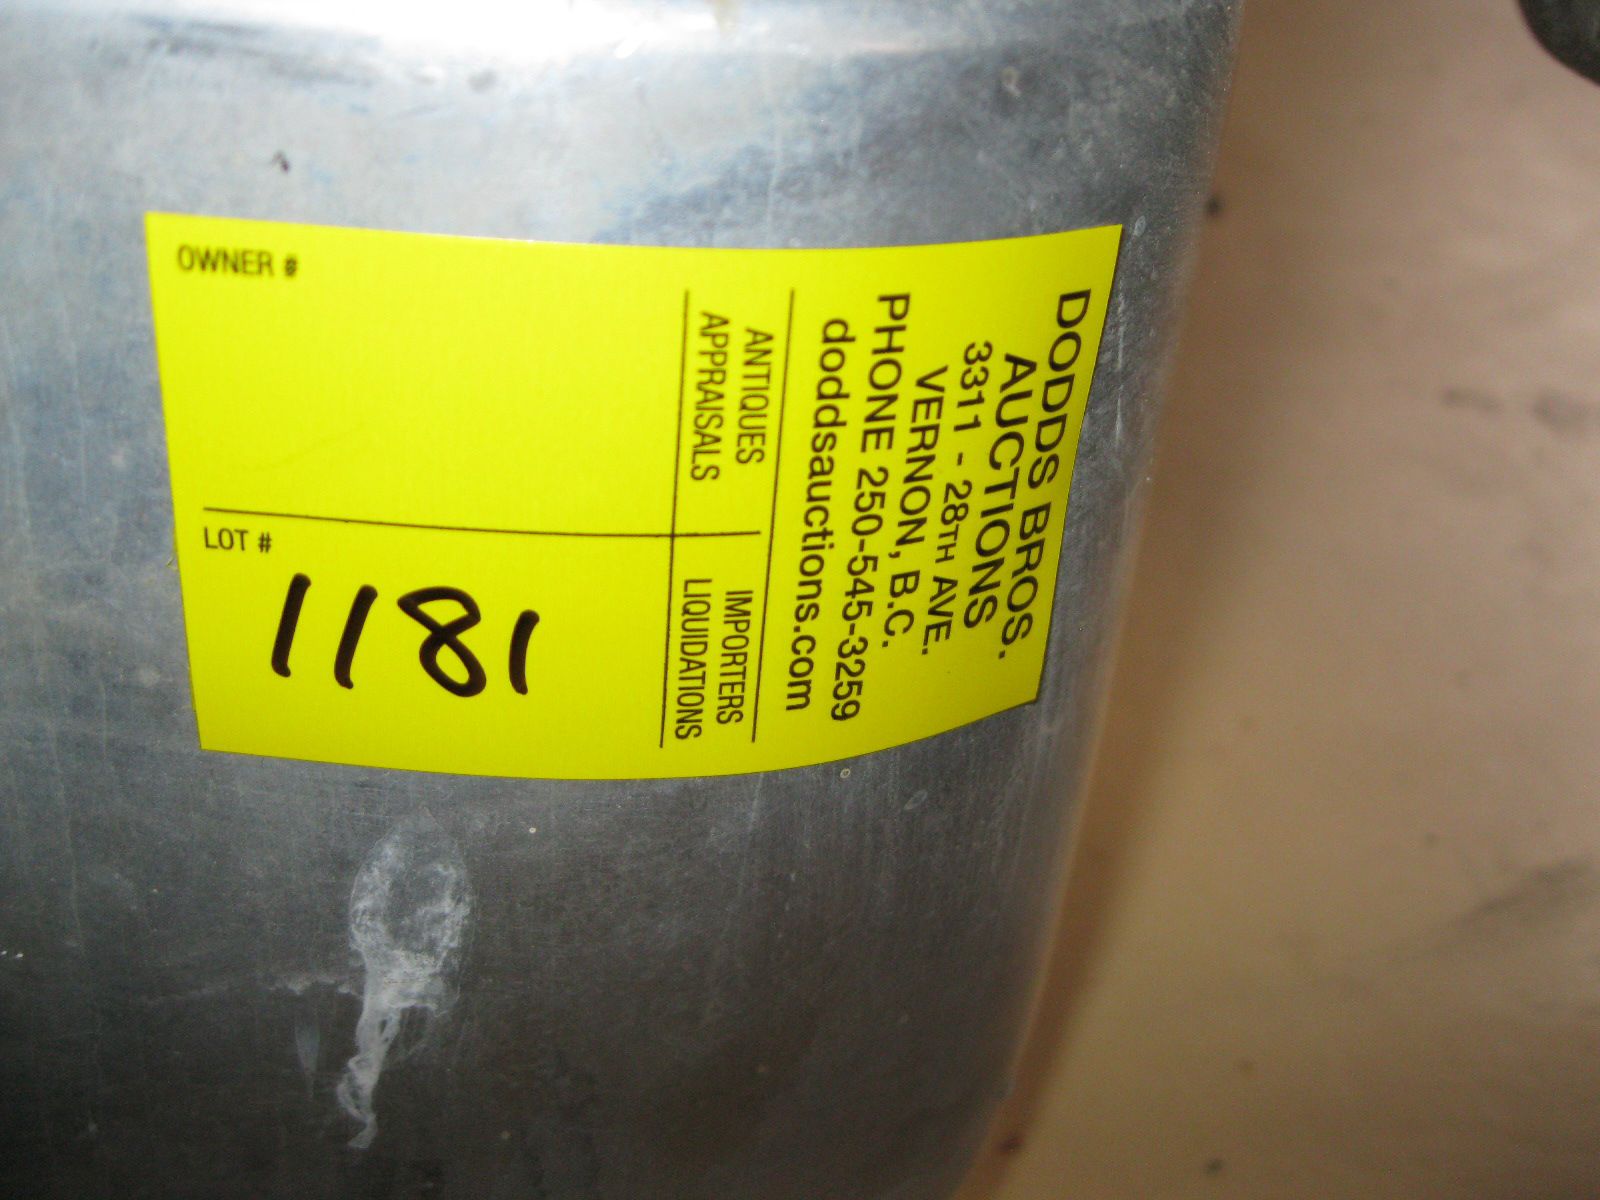 DODDS BROS.
AUCTIONS
3311 - 28TH AVE.
VERNON, B.C.
PHONE 250-545-3259
doddsauctions.com
ANTIQUES IMPORTERS
APPRAISALS LIQUIDATIONS
OWNER #
LOT #
1181